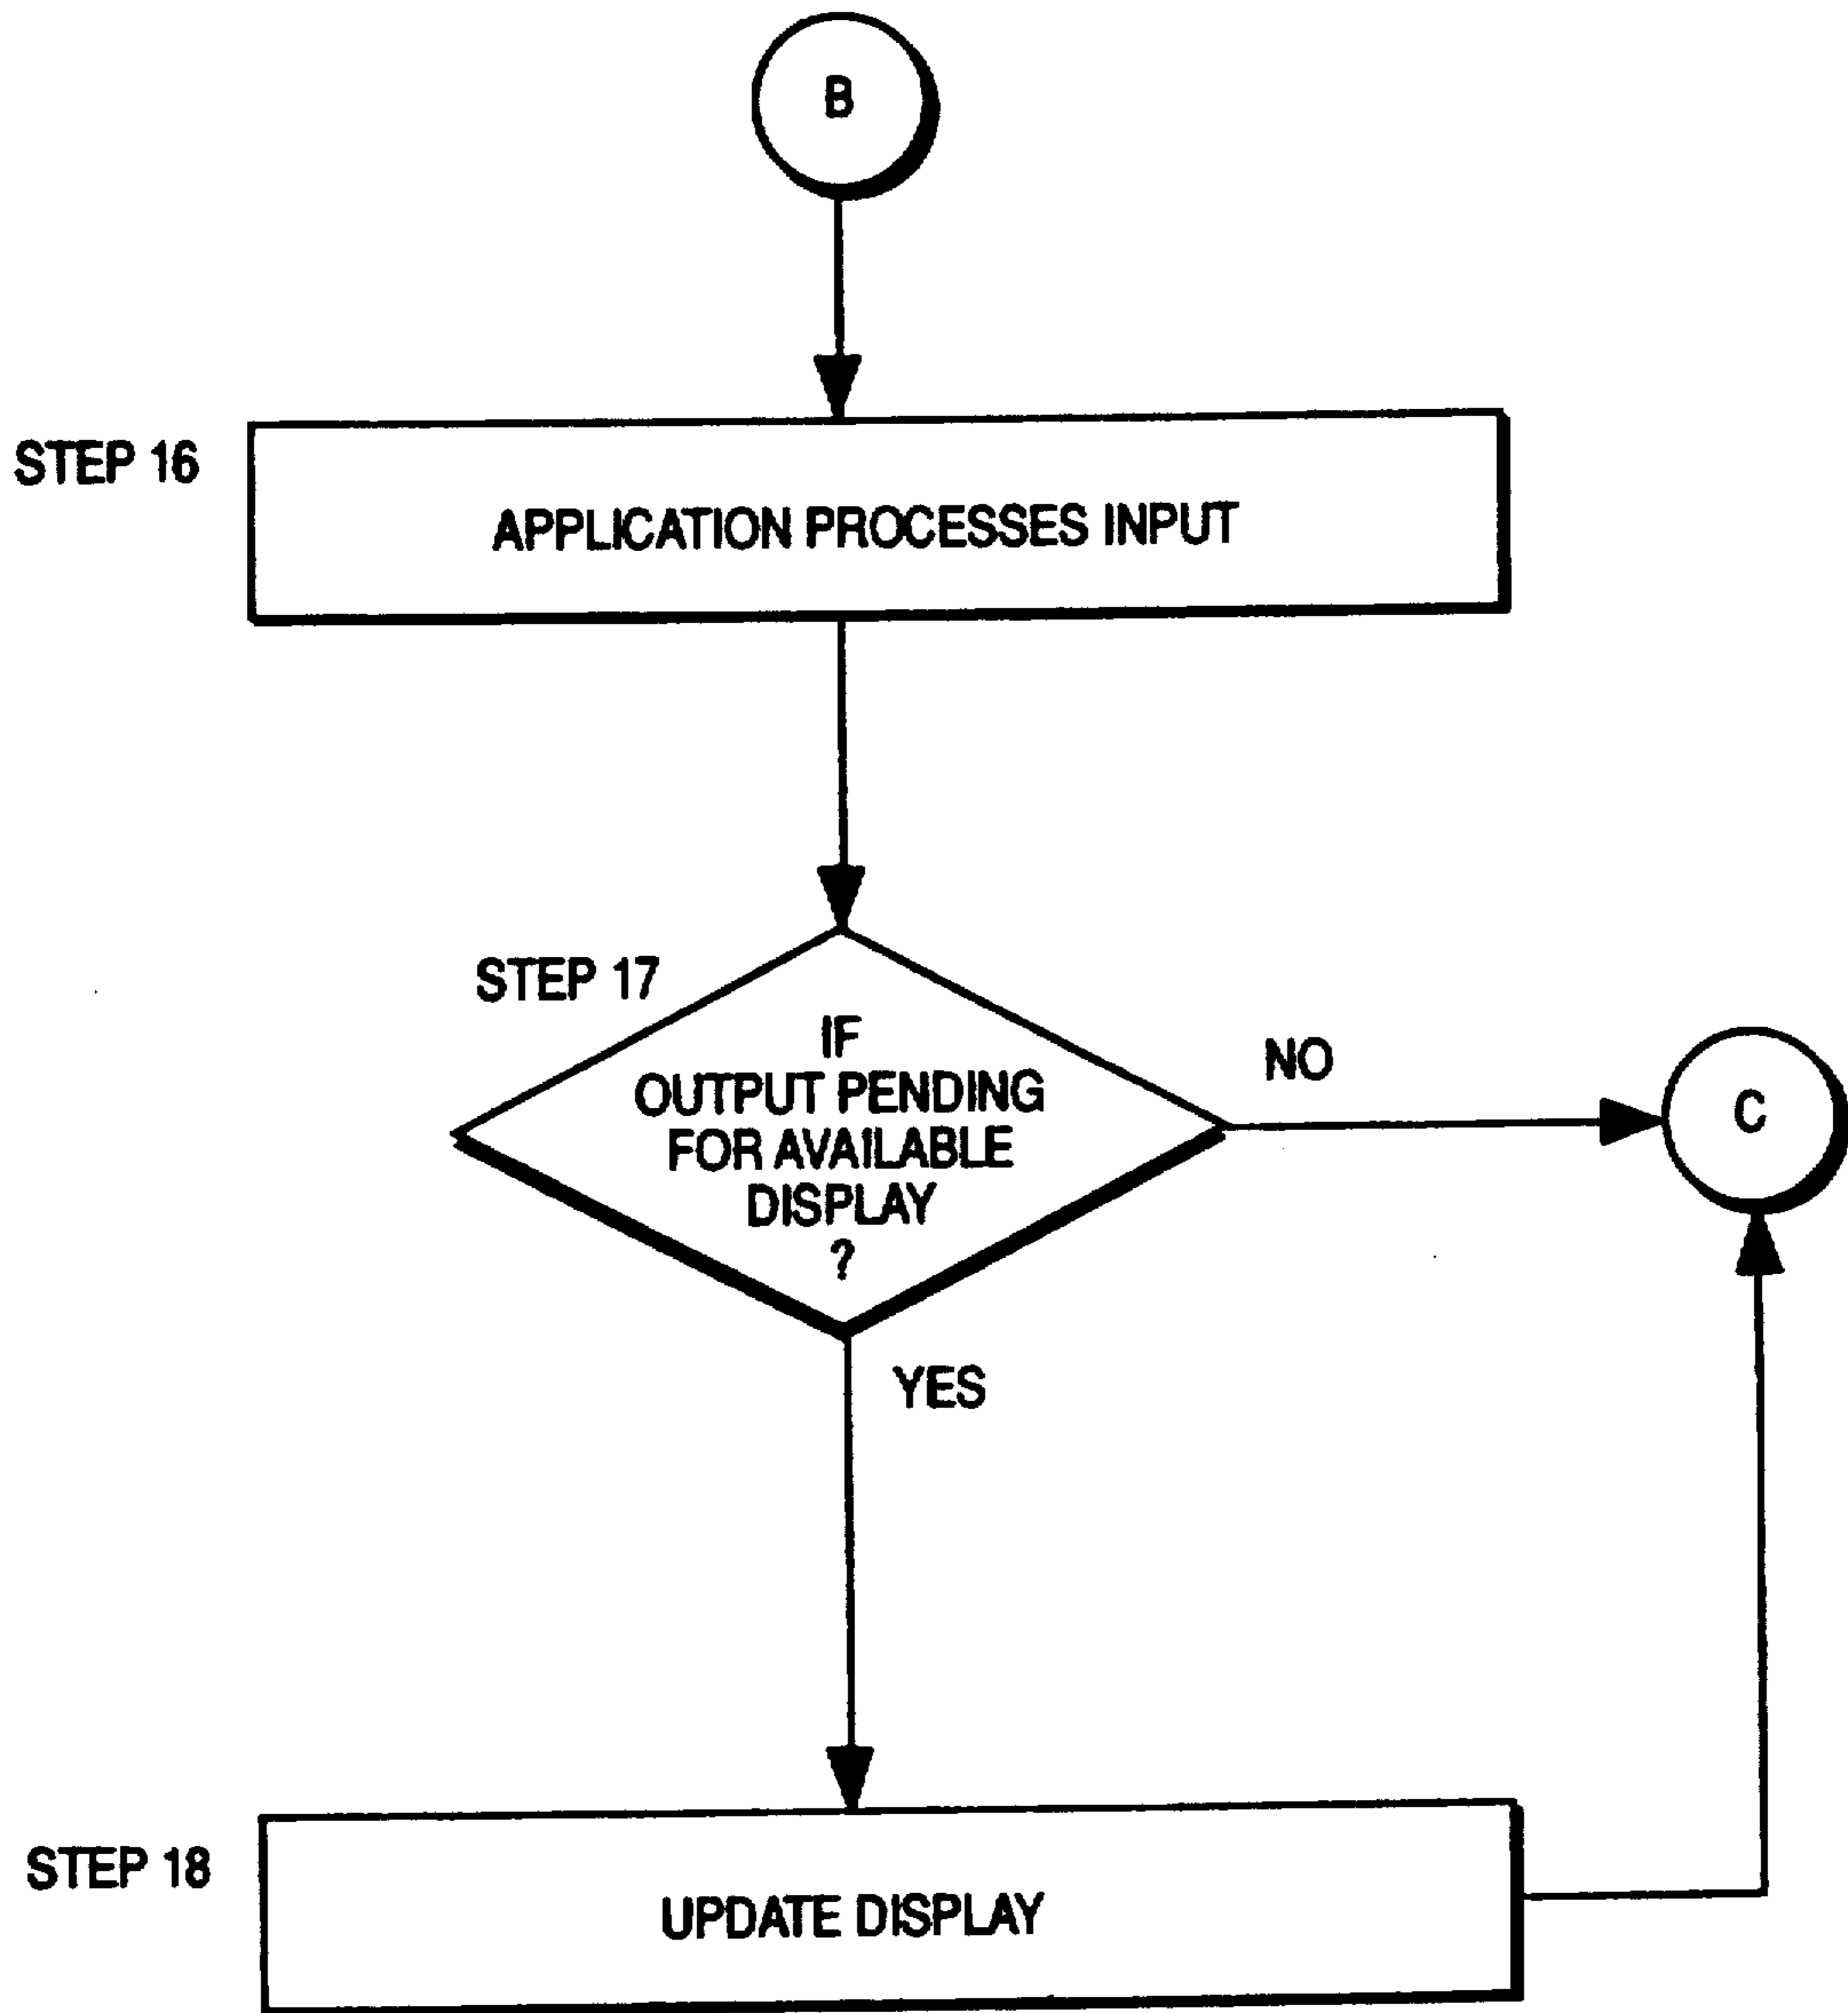 B
STEP 16
APPLICATION PROCESSES INPUT
STEP 17
IF
OUTPUT PENDING
FOR AVAILABLE
DISPLAY
?
NO
C
YES
STEP 18
UPDATE DISPLAY